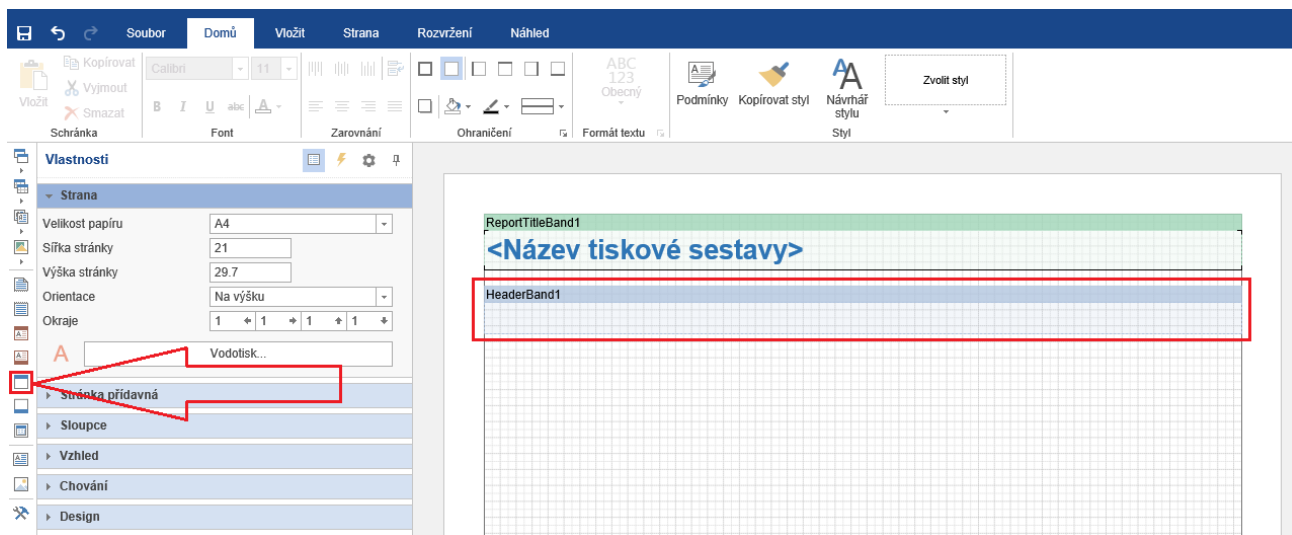 Soubor Domů Vložit Strana Rozvržení Náhled
Vložit
Kopírovat
Vyjmout
Smazat
Schránka
Calibri 11
B I U abc A
Font
Zarovnání
Ohraničení
ABC
123
Obecný
Formát textu
Podmínky
Kopírovat styl
Návrhář
stylu
Zvolit styl
Styl
Vlastnosti
Strana
Velikost papíru A4
Šířka stránky 21
Výška stránky 29.7
Orientace Na výšku
Okraje 1 1 1 1
A Vodotisk...
Stránka přídavná
Sloupce
Vzhled
Chování
Design
ReportTitleBand1
<Název tiskové sestavy>
HeaderBand1